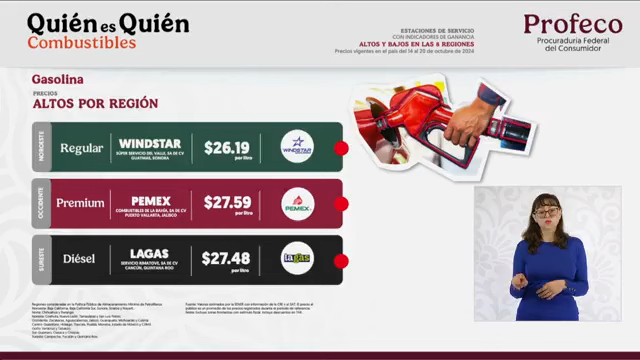 Quién es Quién
Combustibles
ESTACIONES DE SERVICIO
CON INDICADORES DE GANANCIA
ALTOS Y BAJOS EN LAS 8 REGIONES
Precios vigentes en el país del 14 al 20 de octubre de 2024
Profeco
Procuraduría Federal
del Consumidor
Gasolina
PRECIOS
ALTOS POR REGIÓN
NOROESTE
Regular
WINDSTAR
SÚPER SERVICIO DEL VALLE, SA DE CV
GUAYMAS, SONORA
$26.19
por litro
WINDSTAR
OCCIDENTE
Premium
PEMEX
COMBUSTIBLES DE LA BAHÍA, SA DE CV
PUERTO VALLARTA, JALISCO
$27.59
por litro
PEMEX
SURESTE
Diésel
LAGAS
SERVICIO REMATOVE, SA DE CV
CANCÚN, QUINTANA ROO
$27.48
por litro
lagas